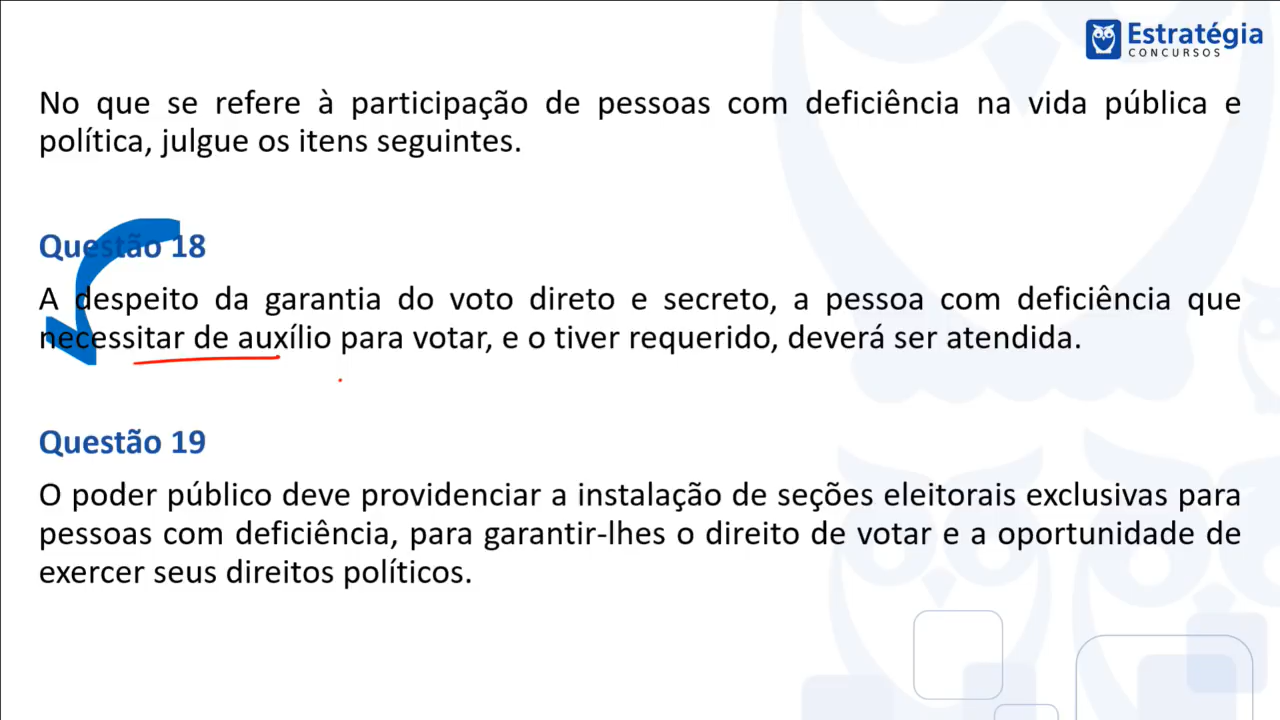 Estratégia
CONCURSOS
No que se refere à participação de pessoas com deficiência na vida pública e
política, julgue os itens seguintes.
Questão 18
A despeito da garantia do voto direto e secreto, a pessoa com deficiência que
necessitar de auxílio para votar, e o tiver requerido, deverá ser atendida.
Questão 19
O poder público deve providenciar a instalação de seções eleitorais exclusivas para
pessoas com deficiência, para garantir-lhes o direito de votar e a oportunidade de
exercer seus direitos políticos.